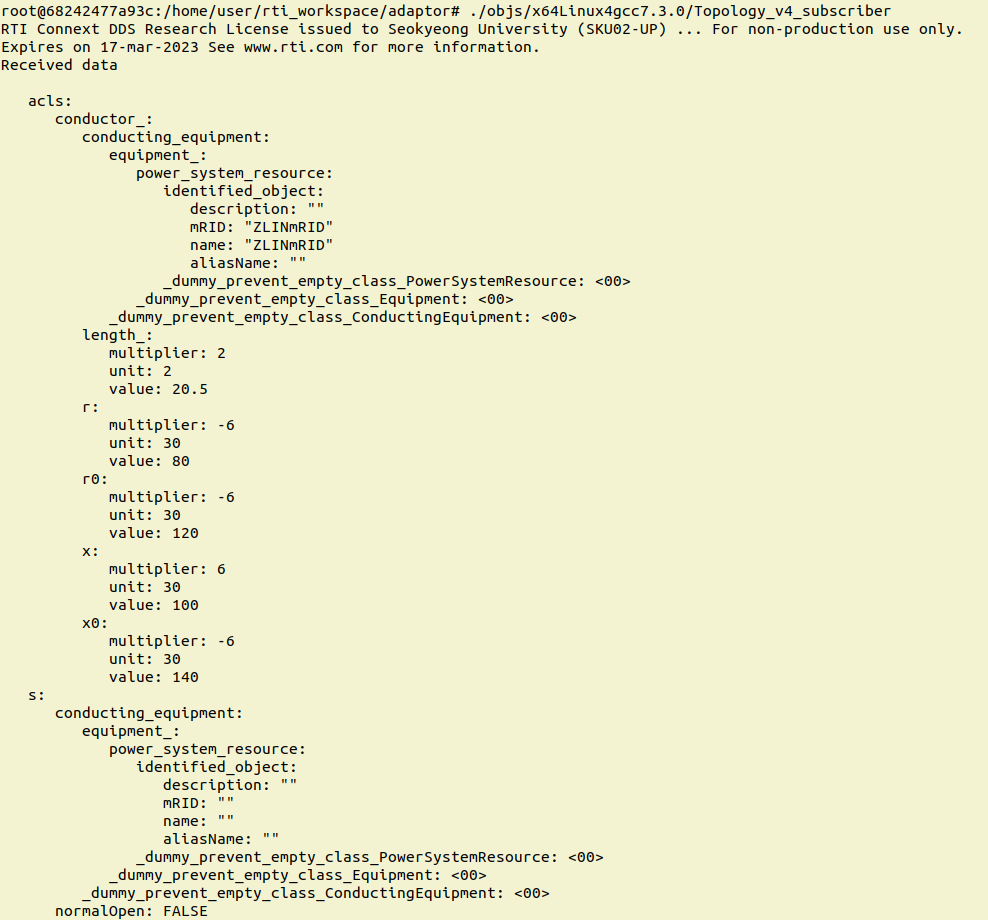 root@68242477a93c:/home/user/rti_workspace/adaptor# ./objs/x64Linux4gcc7.3.0/Topology_v4_subscriber
RTI Connext DDS Research License issued to Seokyeong University (SKU02-UP) ... For non-production use only.
Expires on 17-mar-2023 See www.rti.com for more information.
Received data
acls:
conductor_:
conducting_equipment:
equipment_:
power_system_resource:
identified_object:
description: ""
mRID: "ZLINmRID"
name: "ZLINmRID"
aliasName: ""
_dummy_prevent_empty_class_PowerSystemResource: <00>
_dummy_prevent_empty_class_Equipment: <00>
_dummy_prevent_empty_class_ConductingEquipment: <00>
length_:
multiplier: 2
unit: 2
value: 20.5
r:
multiplier: -6
unit: 30
value: 80
r0:
multiplier: -6
unit: 30
value: 120
x:
multiplier: 6
unit: 30
value: 100
x0:
multiplier: -6
unit: 30
value: 140
s:
conducting_equipment:
equipment_:
power_system_resource:
identified_object:
description: ""
mRID: ""
name: ""
aliasName: ""
_dummy_prevent_empty_class_PowerSystemResource: <00>
_dummy_prevent_empty_class_Equipment: <00>
_dummy_prevent_empty_class_ConductingEquipment: <00>
normalOpen: FALSE